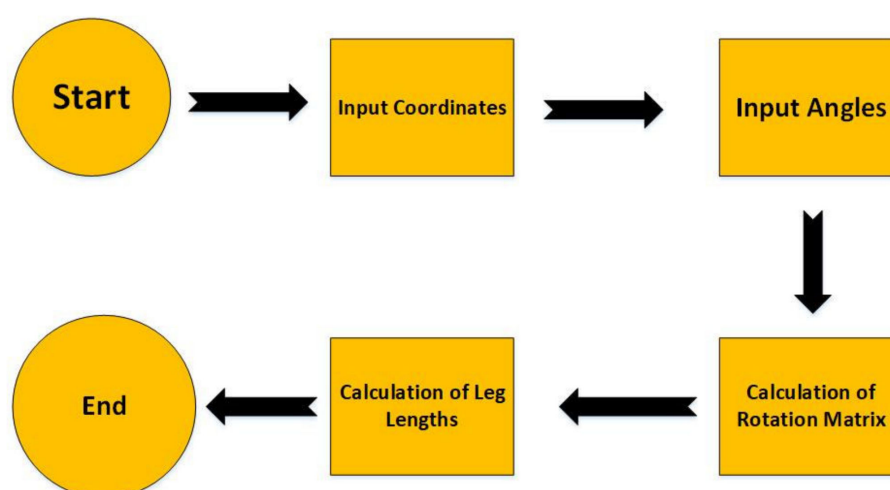 Start
Input Coordinates
Input Angles
Calculation of
Rotation Matrix
Calculation of Leg
Lengths
End